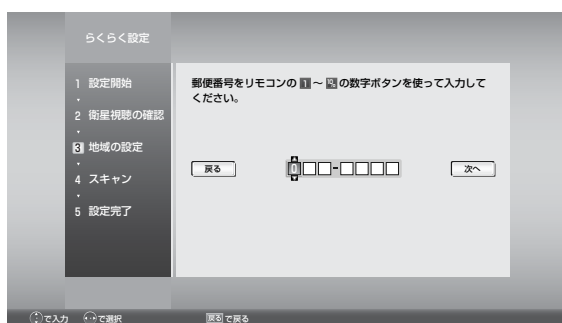 らくらく設定
1 設定開始
2 衛星視聴の確認
3 地域の設定
4 スキャン
5 設定完了
郵便番号をリモコンの 1 ~ 10 の数字ボタンを使って入力して
ください。
戻る
0 -
次へ
で入力 で選択 戻る で戻る